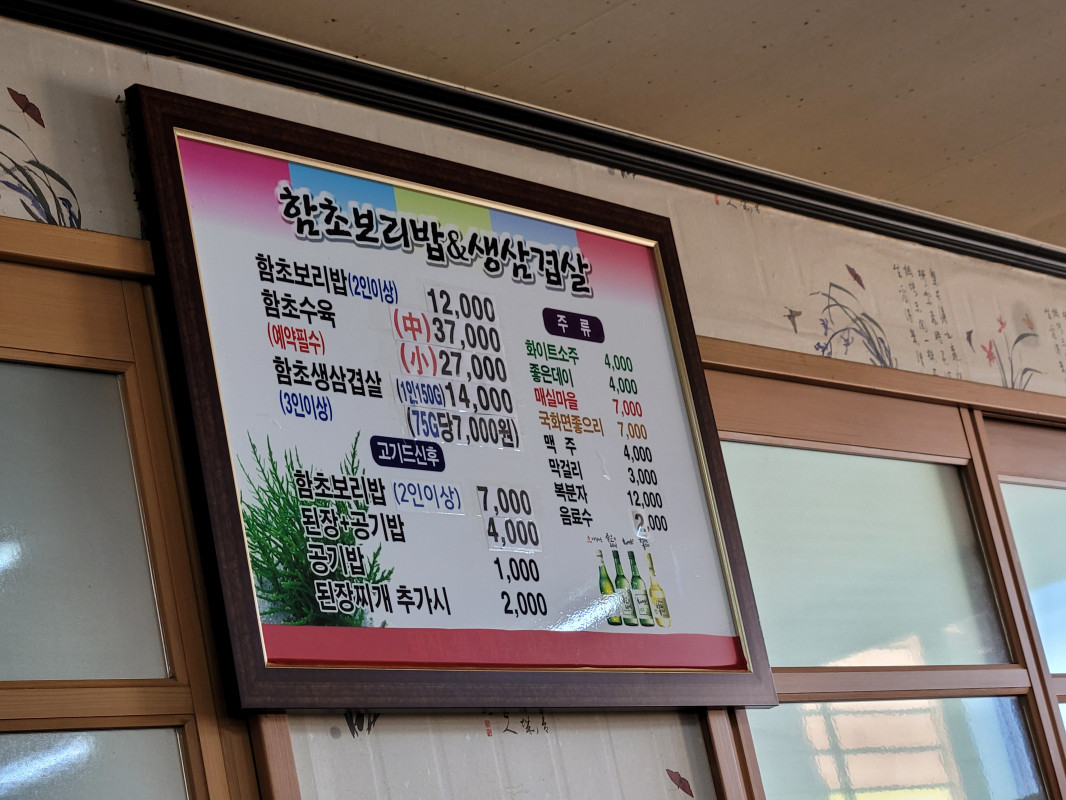 함초보리밥&생삼겹살
함초보리밥(2인이상) 12,000
함초수육 (中)37,000
(예약필수) (小)27,000
함초생삼겹살 (1인150G)14,000
(3인이상) (75G당7,000원)
고기드신후
함초보리밥 (2인이상) 7,000
된장+공기밥 4,000
공기밥 1,000
된장찌개 추가시 2,000
주 류
화이트소주 4,000
좋은데이 4,000
매실마을 7,000
국화면좋으리 7,000
맥 주 4,000
막걸리 3,000
복분자 12,000
음료수 2,000